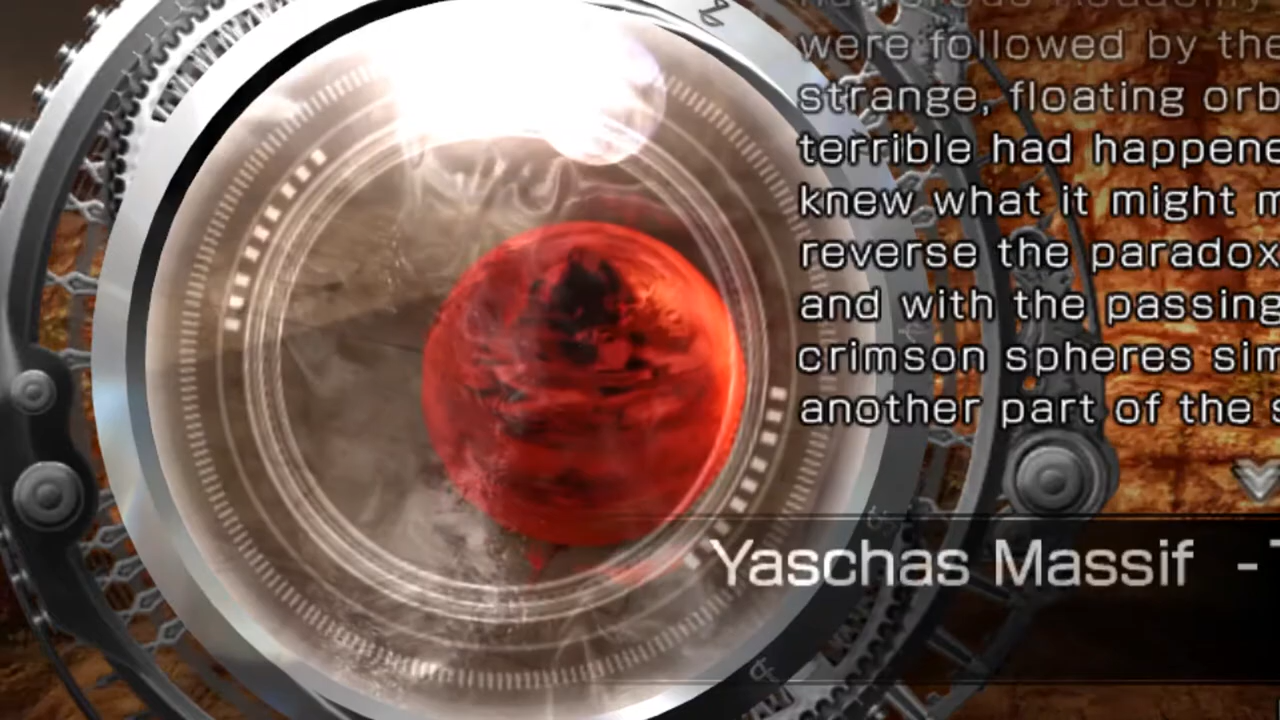 were followed by the
strange, floating orb
terrible had happene
knew what it might m
reverse the paradox
and with the passing
crimson spheres sim
another part of the s
Yaschas Massif -